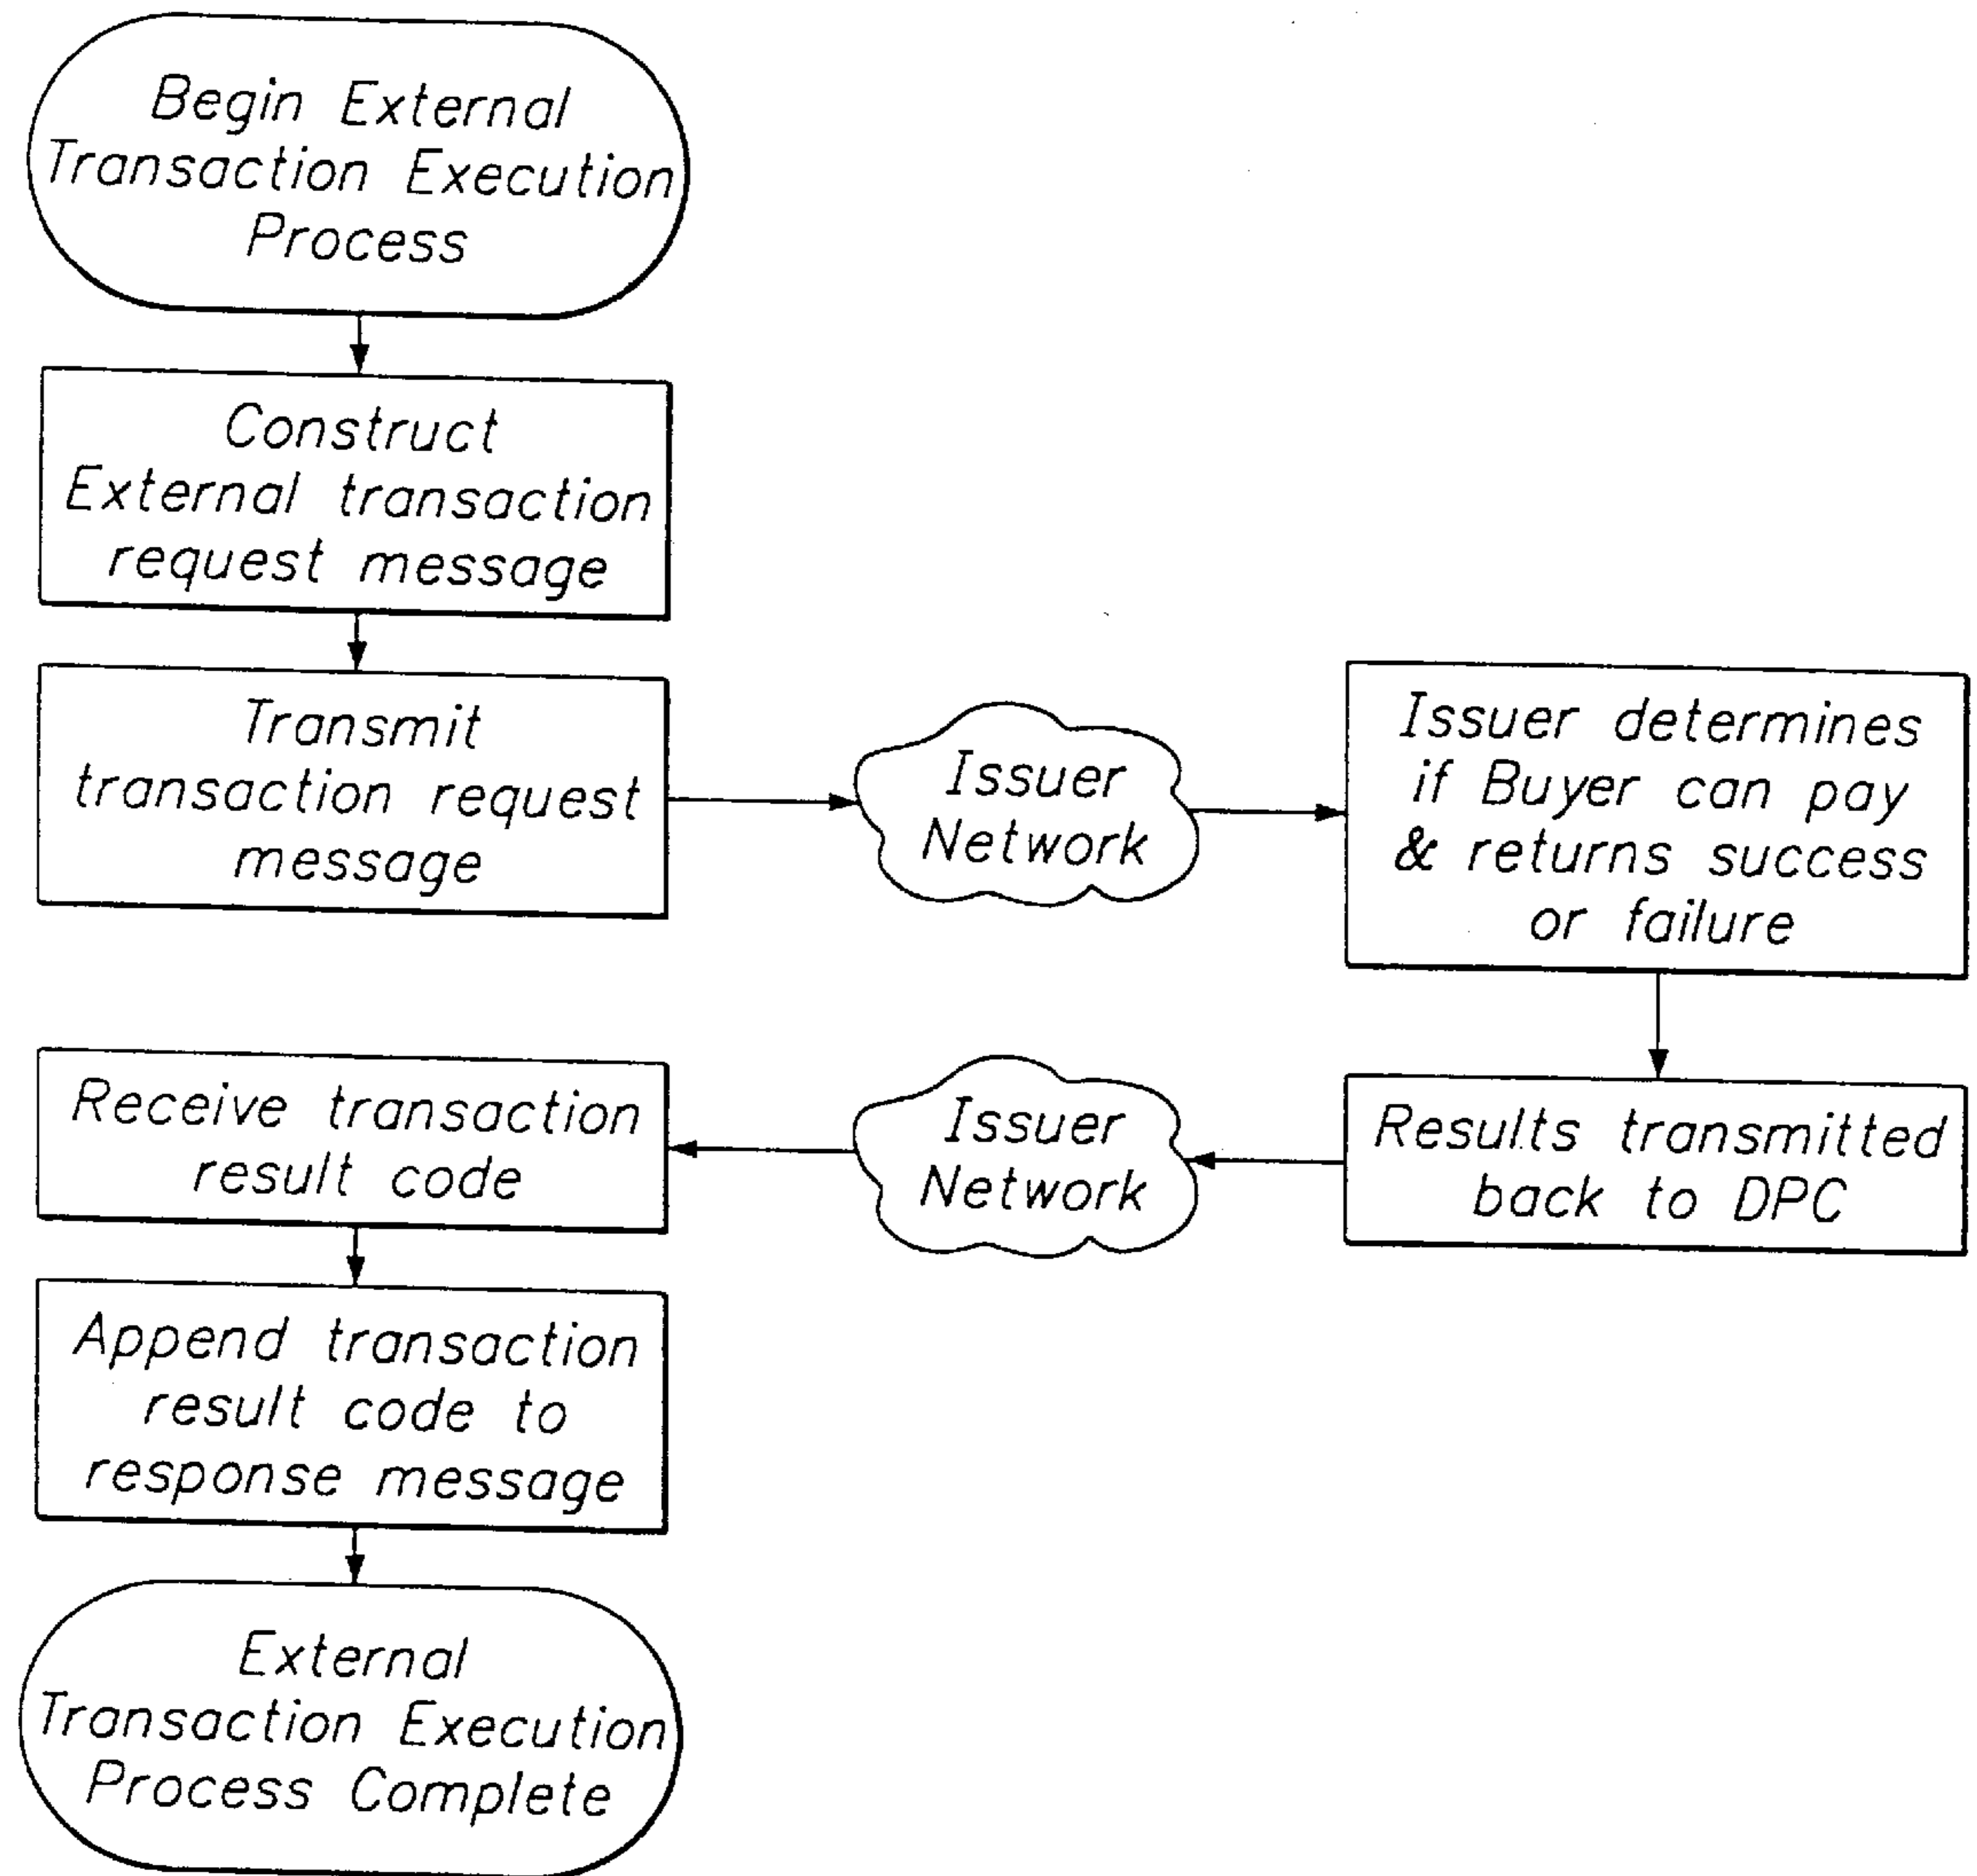 Begin External
Transaction Execution
Process
Construct
External transaction
request message
Transmit
transaction request
message
Issuer
Network
Issuer determines
if Buyer can pay
& returns success
or failure
Results transmitted
back to DPC
Issuer
Network
Receive transaction
result code
Append transaction
result code to
response message
External
Transaction Execution
Process Complete